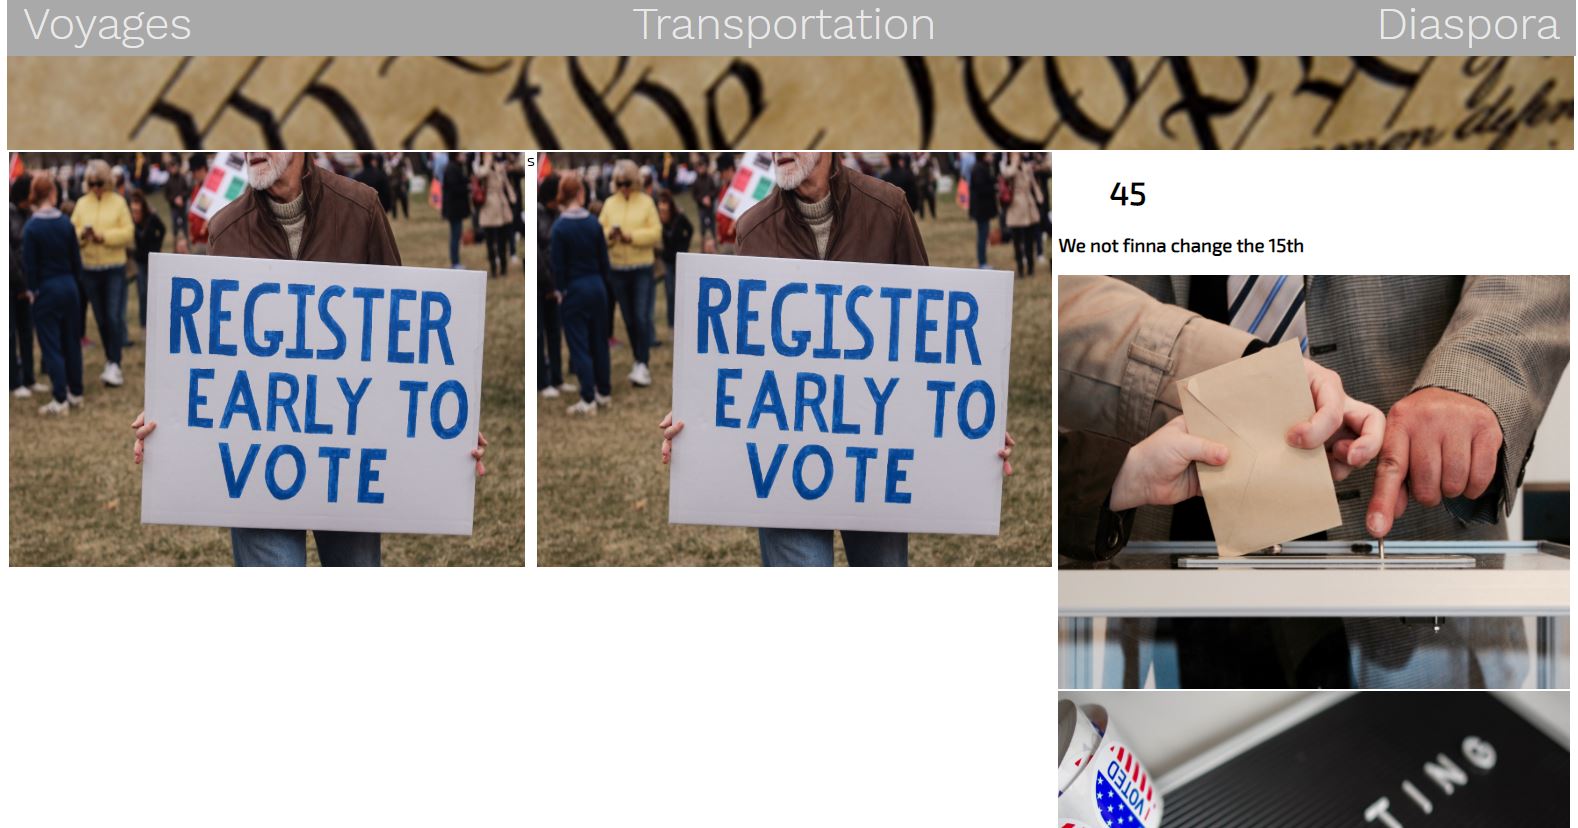 Voyages Transportation Diaspora
the People
defen
s
REGISTER
EARLY TO
VOTE
REGISTER
EARLY TO
VOTE
45
We not finna change the 15th
I VOTED
TING